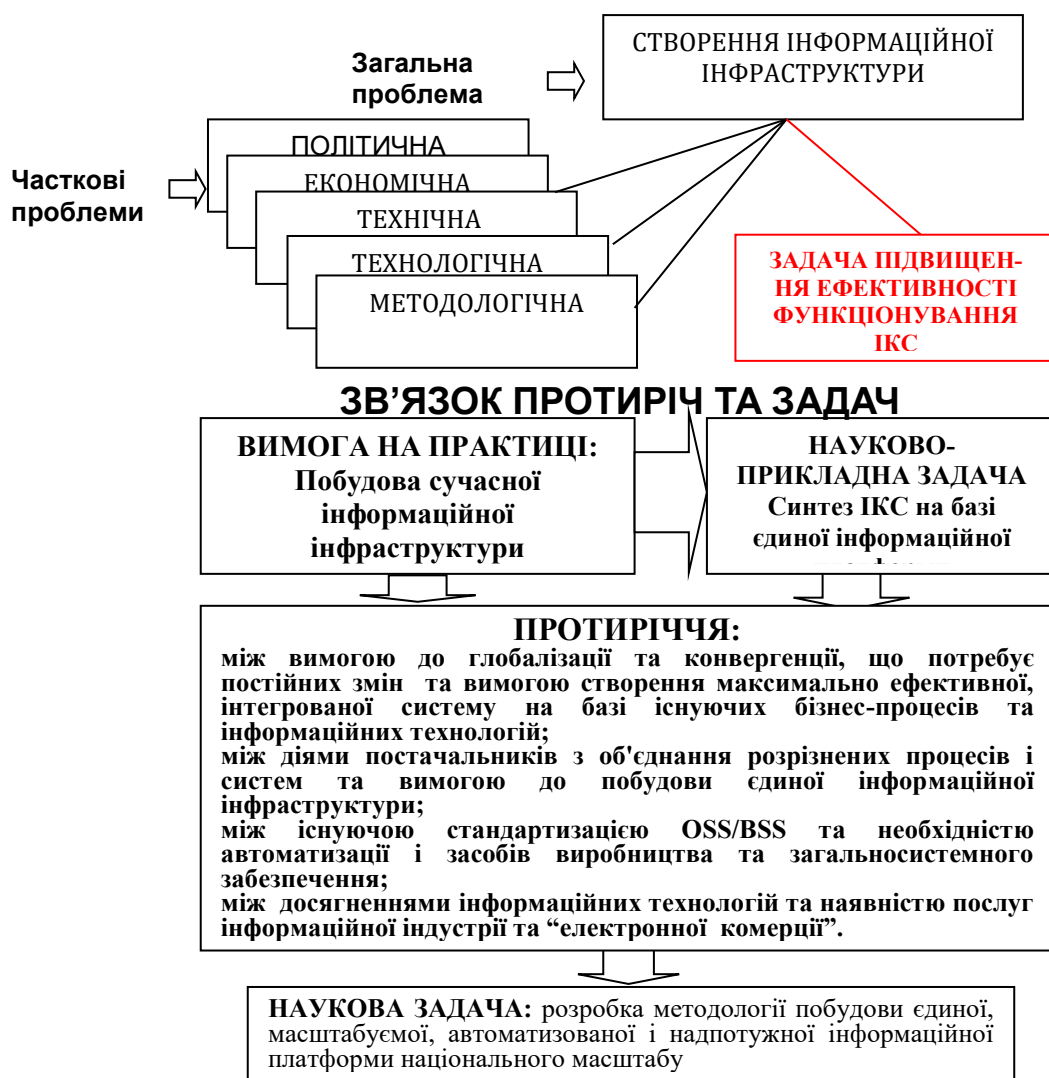 Загальна
проблема
СТВОРЕННЯ ІНФОРМАЦІЙНОЇ
ІНФРАСТРУКТУРИ
Часткові
проблеми
ПОЛІТИЧНА
ЕКОНОМІЧНА
ТЕХНІЧНА
ТЕХНОЛОГІЧНА
МЕТОДОЛОГІЧНА
ЗАДАЧА ПІДВИЩЕН-
НЯ ЕФЕКТИВНОСТІ
ФУНКЦІОНУВАННЯ
ІКС
ЗВ’ЯЗОК ПРОТИРІЧ ТА ЗАДАЧ
ВИМОГА НА ПРАКТИЦІ:
Побудова сучасної
інформаційної
інфраструктури
НАУКОВО-
ПРИКЛАДНА ЗАДАЧА
Синтез ІКС на базі
єдиної інформаційної
ПРОТИРІЧЧЯ:
між вимогою до глобалізації та конвергенції, що потребує
постійних змін та вимогою створення максимально ефективної,
інтегрованої систему на базі існуючих бізнес-процесів та
інформаційних технологій;
між діями постачальників з об'єднання розрізнених процесів і
систем та вимогою до побудови єдиної інформаційної
інфраструктури;
між існуючою стандартизацією OSS/BSS та необхідністю
автоматизації і засобів виробництва та загальносистемного
забезпечення;
між досягненнями інформаційних технологій та наявністю послуг
інформаційної індустрії та “електронної комерції”.
НАУКОВА ЗАДАЧА: розробка методології побудови єдиної,
масштабуємої, автоматизованої і надпотужної інформаційної
платформи національного масштабу